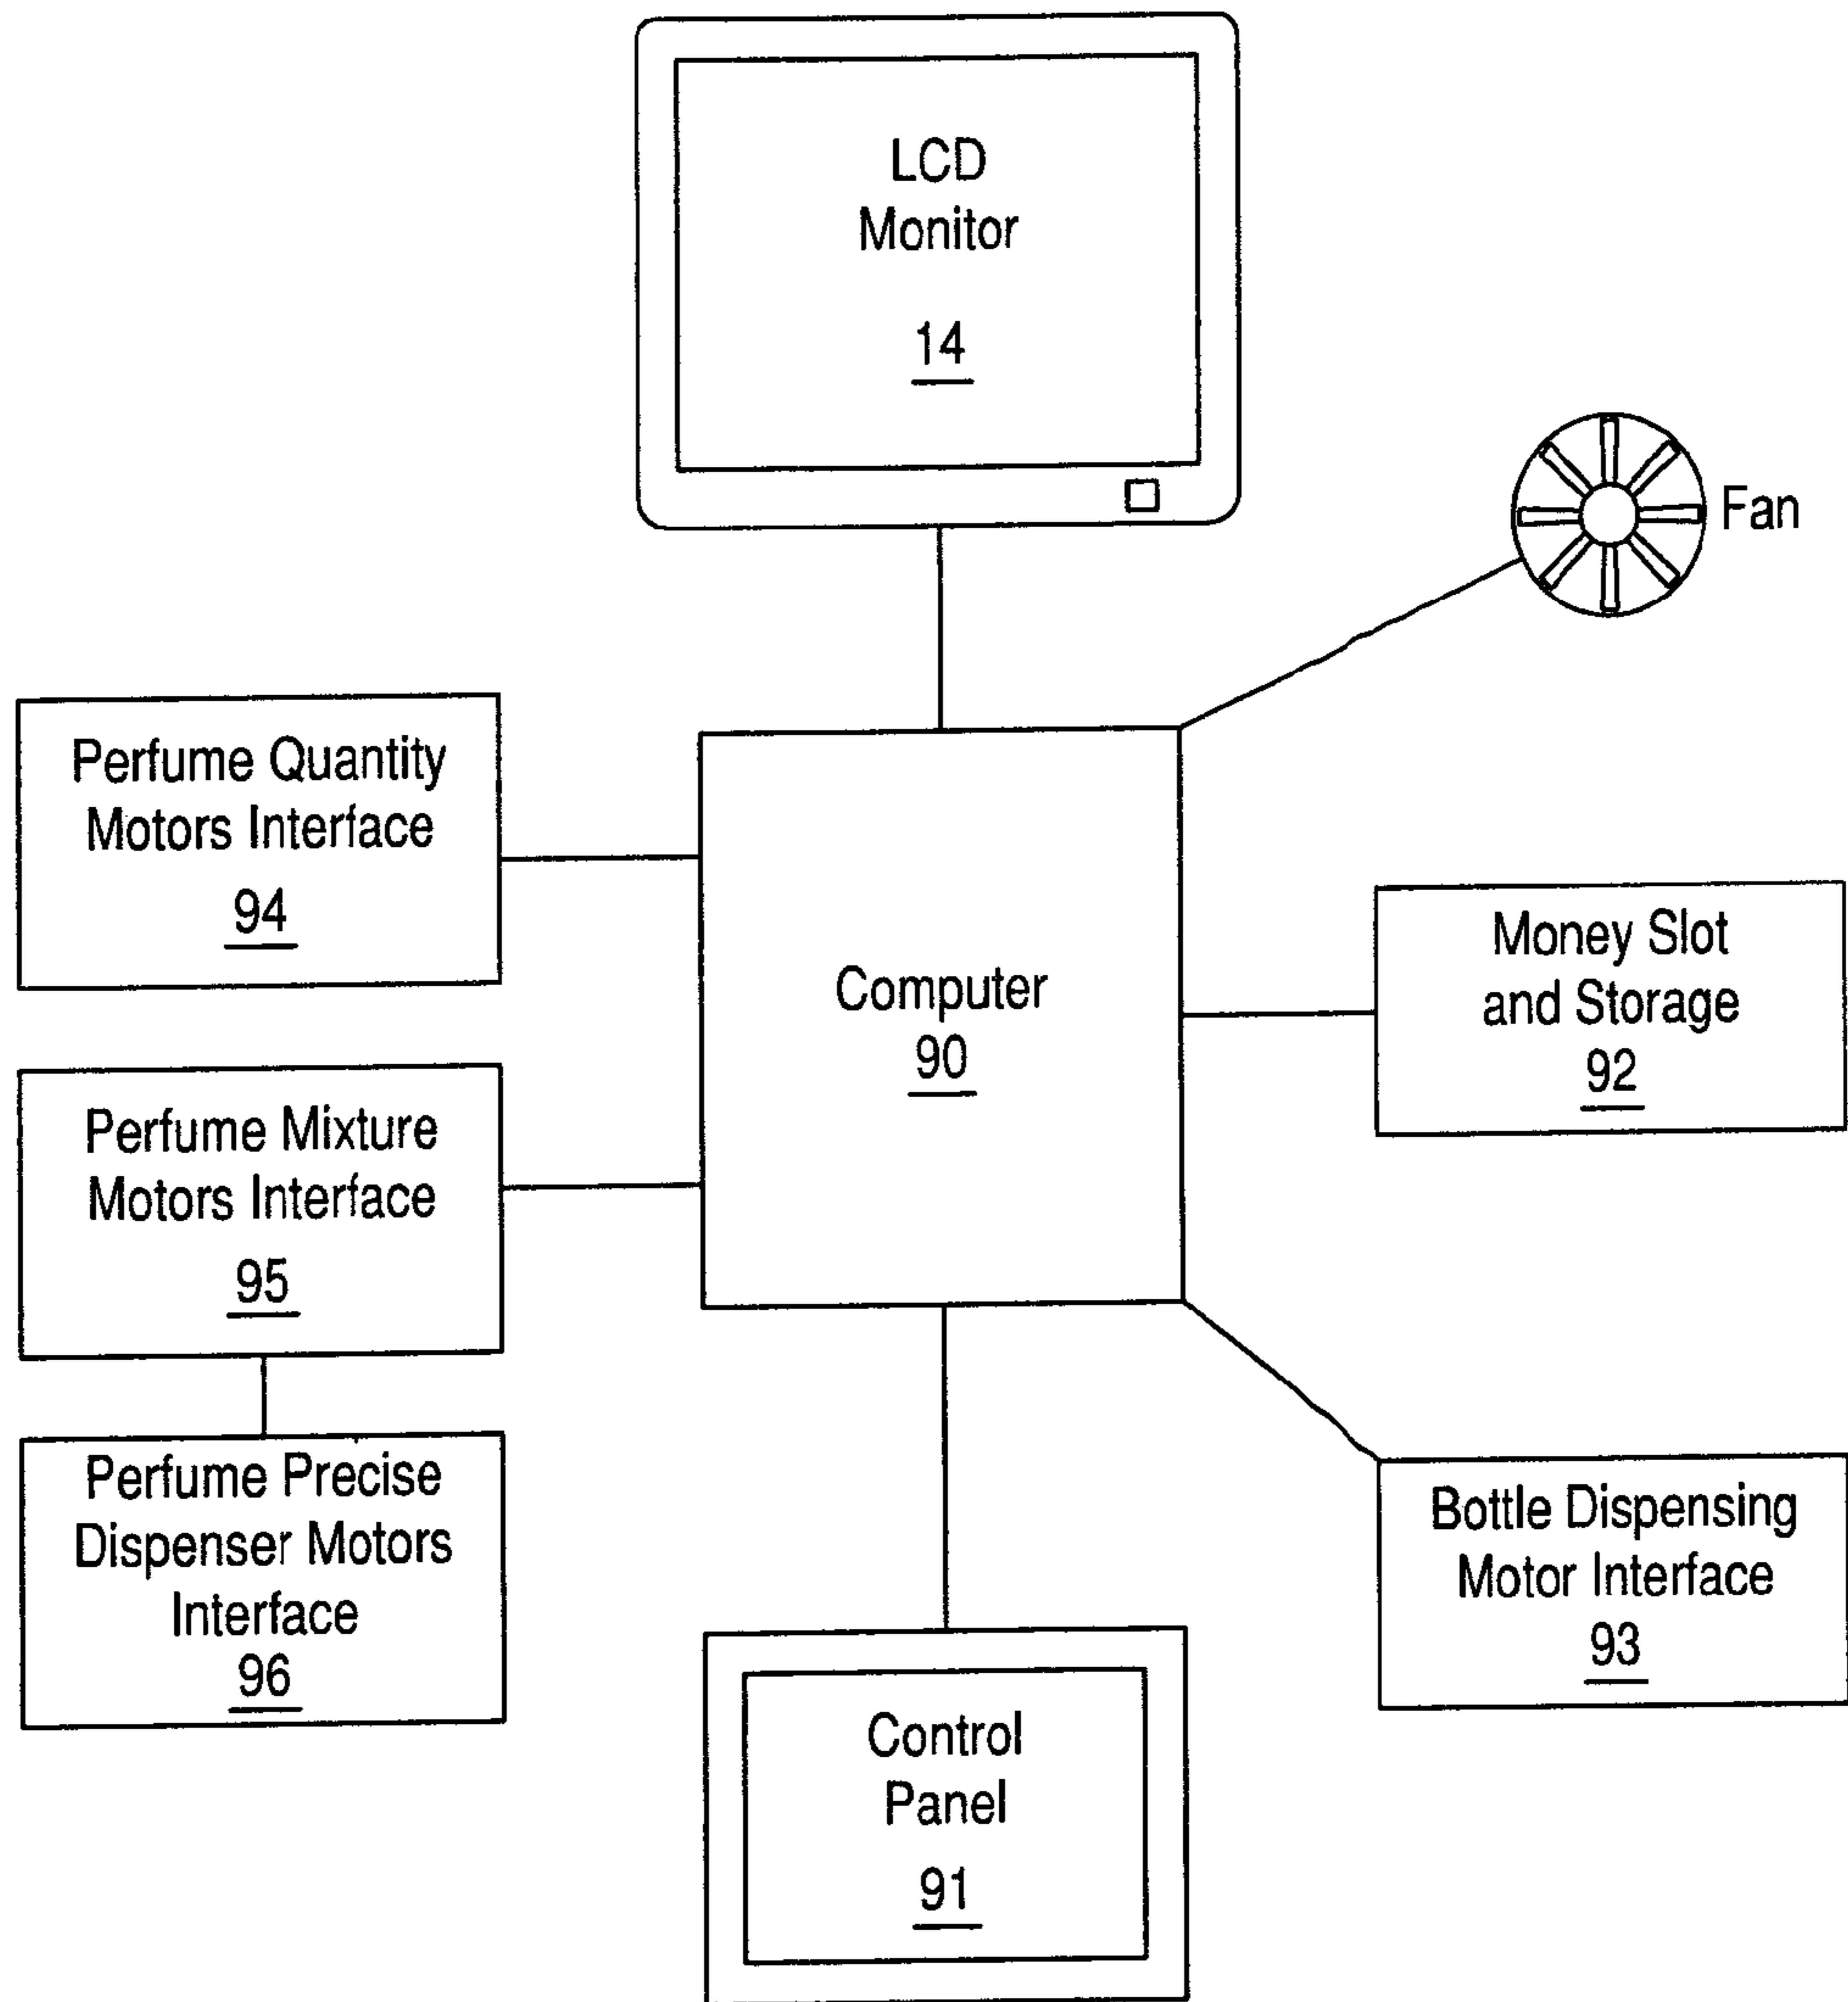 LCD
Monitor
14
Fan
Perfume Quantity
Motors Interface
94
Computer
90
Money Slot
and Storage
92
Perfume Mixture
Motors Interface
95
Perfume Precise
Dispenser Motors
Interface
96
Bottle Dispensing
Motor Interface
93
Control
Panel
91